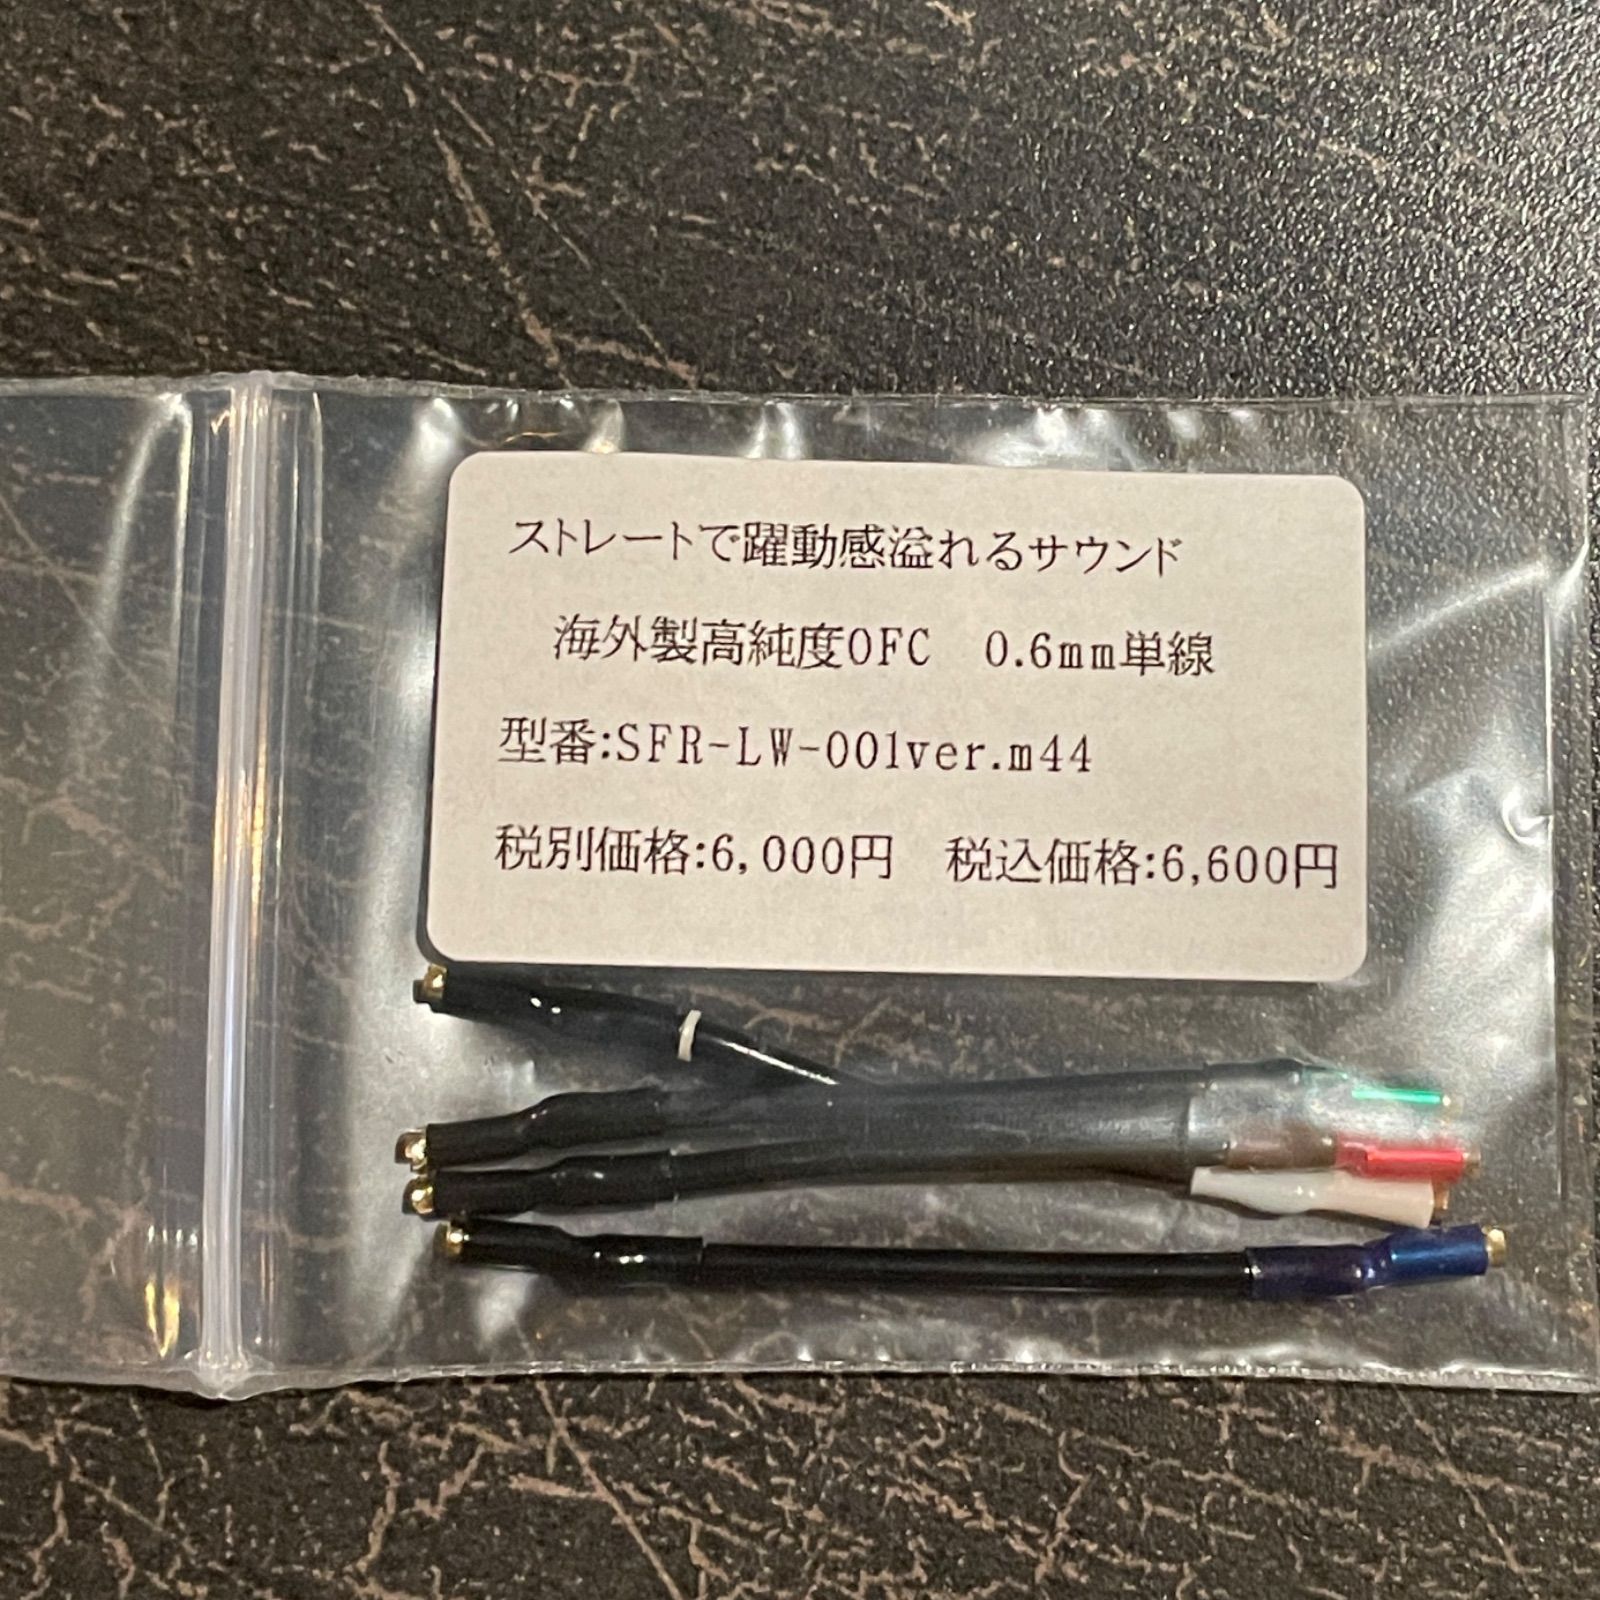 ストレートで躍動感溢れるサウンド
海外製高純度OFC　0.6mm単線
型番:SFR-LW-001ver.m44
税別価格:6,000円　税込価格:6,600円